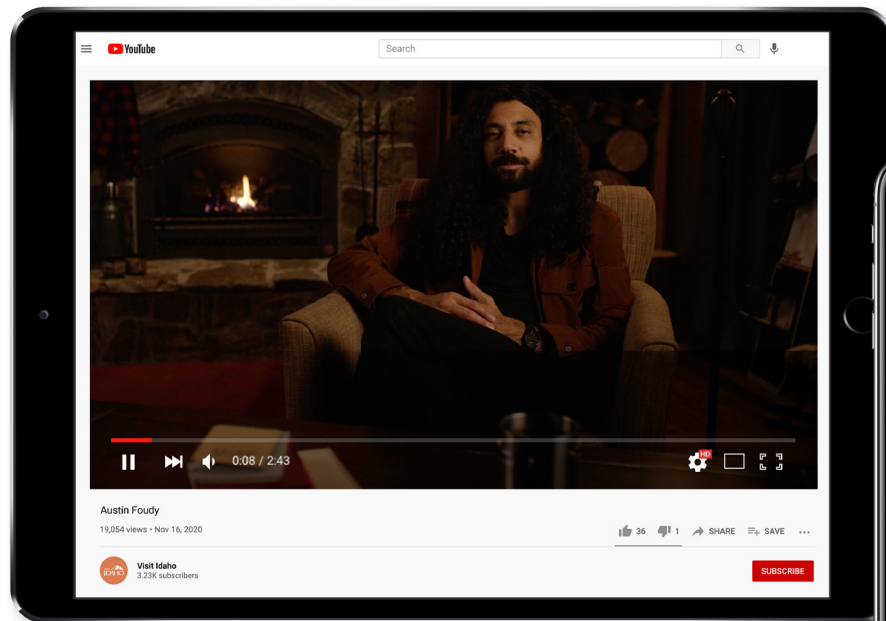 YouTube
Search
HD
0:08 / 2:43
Austin Foudy
19,054 views • Nov 16, 2020
36 1 SHARE SAVE
IDAHO
Visit Idaho
3.23K subscribers
SUBSCRIBE